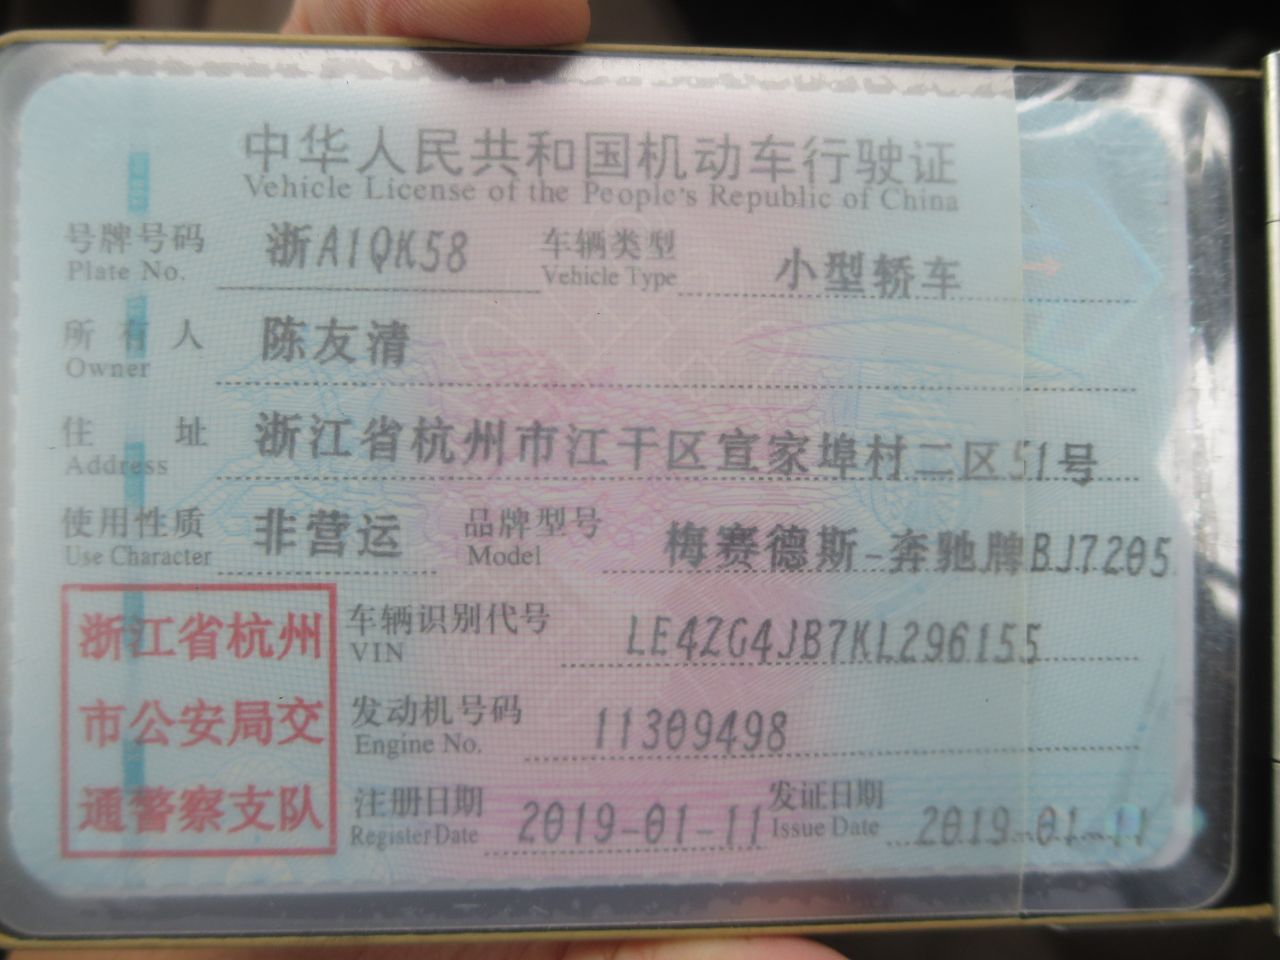 中华人民共和国机动车行驶证
Vehicle License of the People's Republic of China
号牌号码 浙A1QK58 车辆类型 小型轿车
Plate No. Vehicle Type
所有人 陈友清
Owner
住址 浙江省杭州市江干区宣家埠村二区51号
Address
使用性质 非营运 品牌型号 梅赛德斯-奔驰牌BJ7205
Use Character Model
浙江省杭州
市公安局交
通警察支队
车辆识别代号 LE4ZG4JB7KL296155
VIN
发动机号码 11309498
Engine No.
注册日期 2019-01-11 发证日期 2019-01-11
Register Date Issue Date